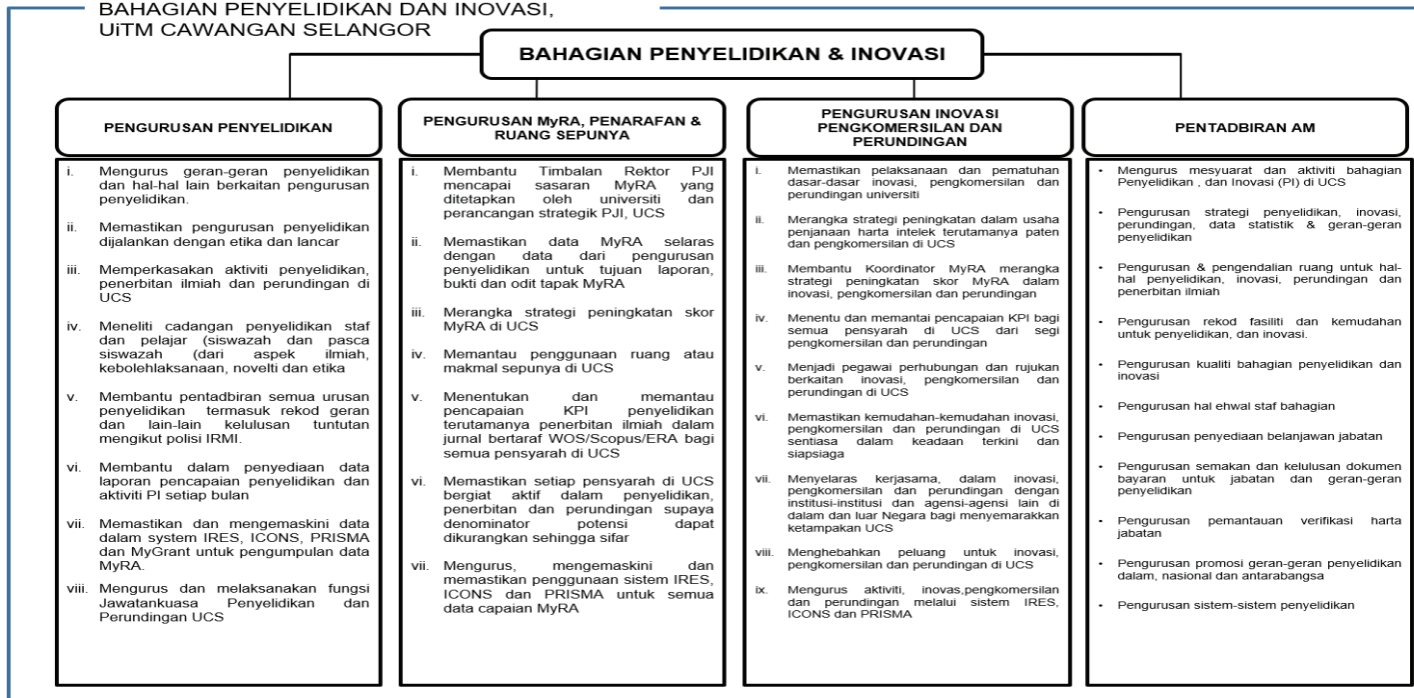 BAHAGIAN PENYELIDIKAN DAN INOVASI,
UiTM CAWANGAN SELANGOR
BAHAGIAN PENYELIDIKAN & INOVASI
PENGURUSAN PENYELIDIKAN
i. Mengurus geran-geran penyelidikan
dan hal-hal lain berkaitan pengurusan
penyelidikan.
ii. Memastikan pengurusan penyelidikan
dijalankan dengan etika dan lancar
iii. Memperkasakan aktiviti penyelidikan,
penerbitan ilmiah dan perundingan di
UCS
iv. Meneliti cadangan penyelidikan staf
dan pelajar (siswazah dan pasca
siswazah (dari aspek ilmiah,
kebolehlaksanaan, novelti dan etika
v. Membantu pentadbiran semua urusan
penyelidikan termasuk rekod geran
dan lain-lain kelulusan tuntutan
mengikut polisi IRMI.
vi. Membantu dalam penyediaan data
laporan pencapaian penyelidikan dan
aktiviti PI setiap bulan
vii. Memastikan dan mengemaskini data
dalam system IRES, ICONS, PRISMA
dan MyGrant untuk pengumpulan data
MyRA.
viii. Mengurus dan melaksanakan fungsi
Jawatankuasa Penyelidikan dan
Perundingan UCS
PENGURUSAN MyRA, PENARAFAN &
RUANG SEPUNYA
i. Membantu Timbalan Rektor PJI
mencapai sasaran MyRA yang
ditetapkan oleh universiti dan
perancangan strategik PJI, UCS
ii. Memastikan data MyRA selaras
dengan data dari pengurusan
penyelidikan untuk tujuan laporan,
bukti dan odit tapak MyRA
iii. Merangka strategi peningkatan skor
MyRA di UCS
iv. Memantau penggunaan ruang atau
makmal sepunya di UCS
v. Menentukan dan memantau
pencapaian KPI penyelidikan
terutamanya penerbitan ilmiah dalam
jurnal bertaraf WOS/Scopus/ERA bagi
semua pensyarah di UCS
vi. Memastikan setiap pensyarah di UCS
bergiat aktif dalam penyelidikan,
penerbitan dan perundingan supaya
denominator potensi dapat
dikurangkan sehingga sifar
vii. Mengurus, mengemaskini dan
memastikan penggunaan sistem IRES,
ICONS dan PRISMA untuk semua
data capaian MyRA
PENGURUSAN INOVASI
PENGKOMERSILAN DAN
PERUNDINGAN
i. Memastikan pelaksanaan dan pematuhan
dasar-dasar inovasi, pengkomersilan dan
perundingan universiti
ii. Merangka strategi peningkatan dalam usaha
penjanaan harta intelek terutamanya paten
dan pengkomersilan di UCS
iii. Membantu Koordinator MyRA merangka
strategi peningkatan skor MyRA dalam
inovasi, pengkomersilan dan perundingan
iv. Menentu dan memantai pencapaian KPI bagi
semua pensyarah di UCS dari segi
pengkomersilan dan perundingan
v. Menjadi pegawai perhubungan dan rujukan
berkaitan inovasi, pengkomersilan dan
perundingan di UCS
vi. Memastikan kemudahan-kemudahan inovasi,
pengkomersilan dan perundingan di UCS
sentiasa dalam keadaan terkini dan
siapsiaga
vii. Menyelaras kerjasama, dalam inovasi,
pengkomersilan dan perundingan dengan
institusi-institusi dan agensi-agensi lain di
dalam dan luar Negara bagi menyemarakkan
ketampakan UCS
viii. Menghebahkan peluang untuk inovasi,
pengkomersilan dan perundingan di UCS
ix. Mengurus aktiviti, inovas,pengkomersilan
dan perundingan melalui sistem IRES,
ICONS dan PRISMA
PENTADBIRAN AM
• Mengurus mesyuarat dan aktiviti bahagian
Penyelidikan , dan Inovasi (PI) di UCS
• Pengurusan strategi penyelidikan, inovasi,
perundingan, data statistik & geran-geran
penyelidikan
• Pengurusan & pengendalian ruang untuk hal-
hal penyelidikan, inovasi, perundingan dan
penerbitan ilmiah
• Pengurusan rekod fasiliti dan kemudahan
untuk penyelidikan, dan inovasi.
• Pengurusan kualiti bahagian penyelidikan dan
inovasi
• Pengurusan hal ehwal staf bahagian
• Pengurusan penyediaan belanjawan jabatan
• Pengurusan semakan dan kelulusan dokumen
bayaran untuk jabatan dan geran-geran
penyelidikan
• Pengurusan pemantauan verifikasi harta
jabatan
• Pengurusan promosi geran-geran penyelidikan
dalam, nasional dan antarabangsa
• Pengurusan sistem-sistem penyelidikan